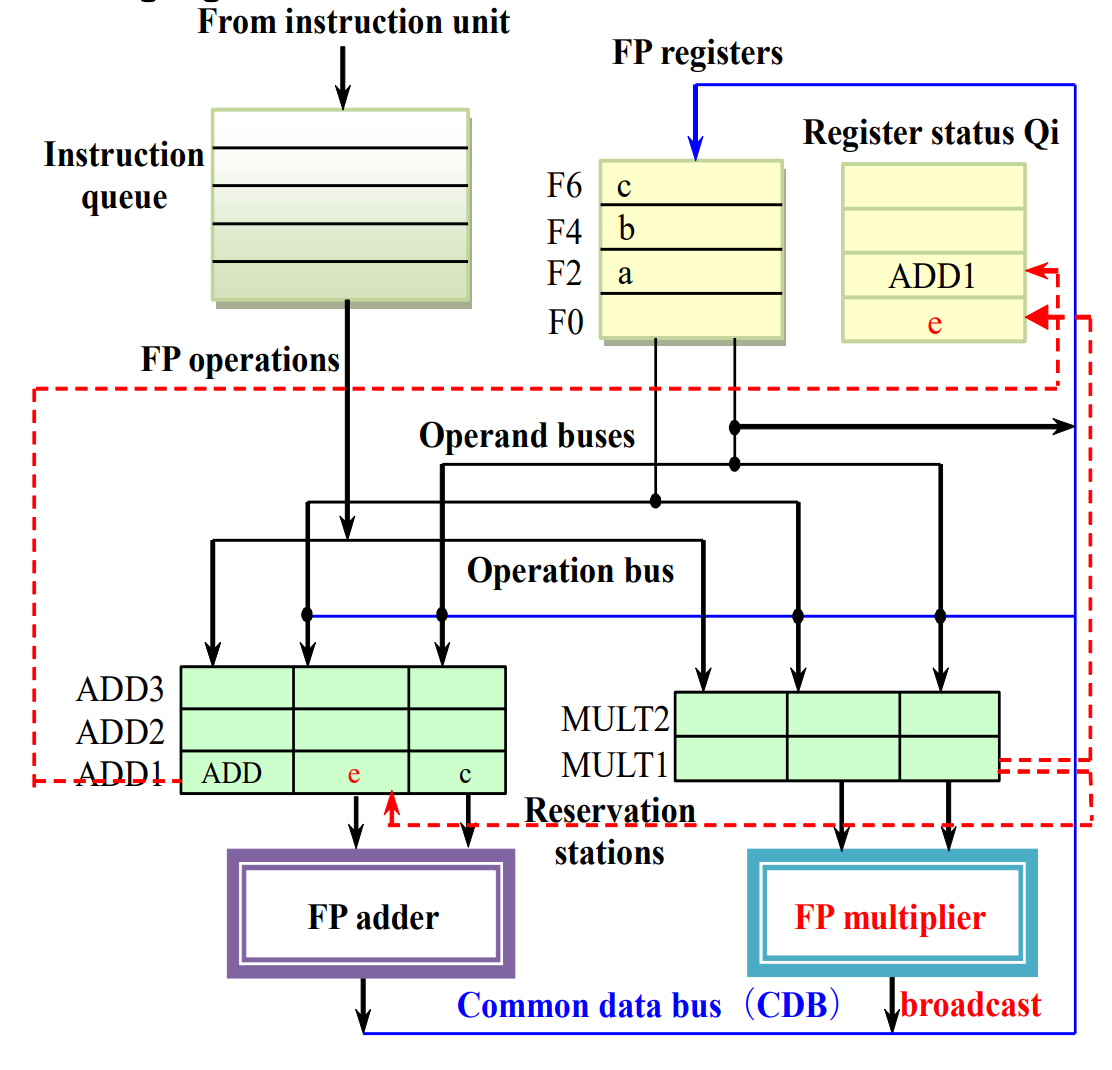 From instruction unit
FP registers
Register status Qi
Instruction
queue
F6 c
F4 b
F2 a
F0
ADD1
e
FP operations
Operand buses
Operation bus
ADD3
ADD2
ADD1 ADD e c
MULT2
MULT1
Reservation
stations
FP adder
FP multiplier
Common data bus（CDB）
broadcast